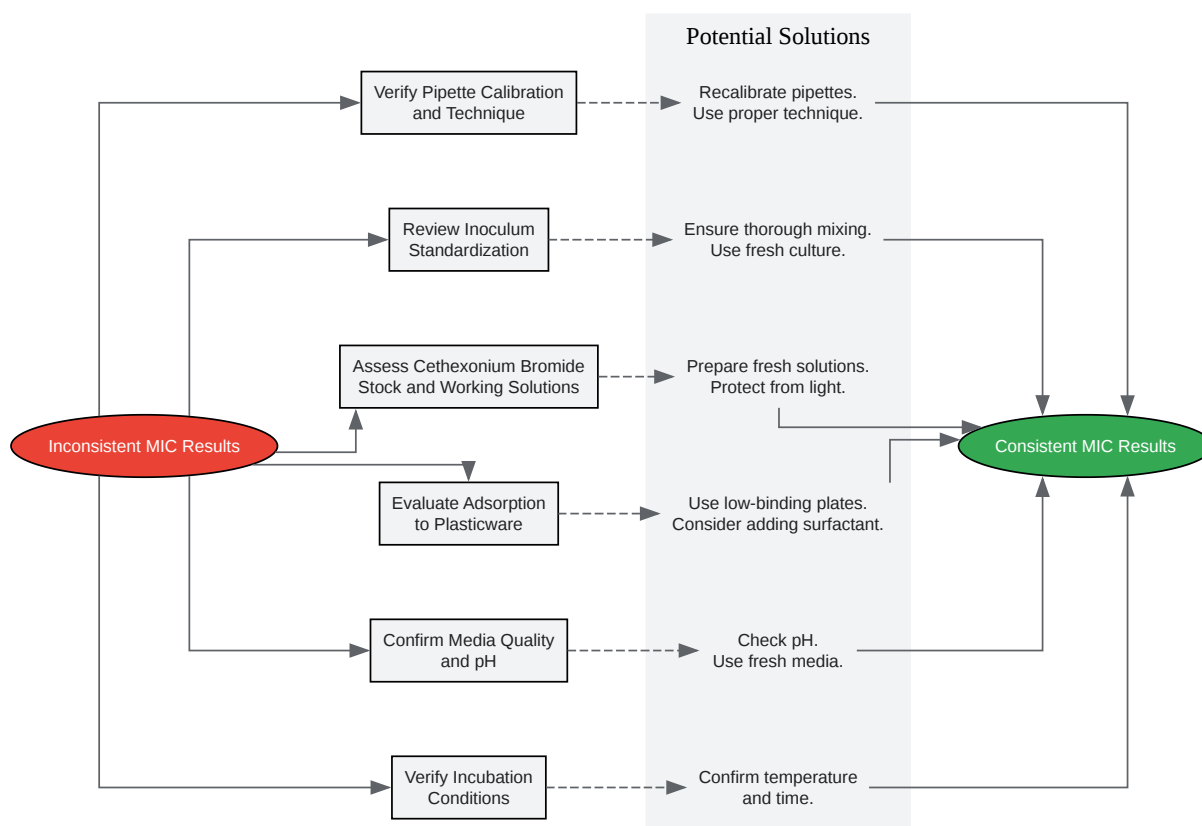 Potential Solutions
Verify Pipette Calibration
and Technique
Recalibrate pipettes.
Use proper technique.
Review Inoculum
Standardization
Ensure thorough mixing.
Use fresh culture.
Assess Cethexonium Bromide
Stock and Working Solutions
Prepare fresh solutions.
Protect from light.
Inconsistent MIC Results
Consistent MIC Results
Evaluate Adsorption
to Plasticware
Use low-binding plates.
Consider adding surfactant.
Confirm Media Quality
and pH
Check pH.
Use fresh media.
Verify Incubation
Conditions
Confirm temperature
and time.